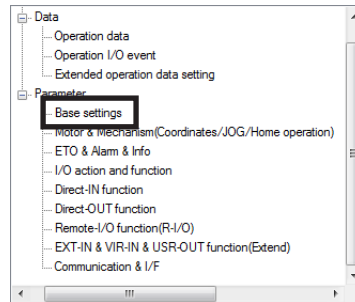 Data
Operation data
Operation I/O event
Extended operation data setting
Parameter
Base settings
Motor & Mechanism(Coordinates/JOG/Home operation)
ETO & Alarm & Info
I/O action and function
Direct-IN function
Direct-OUT function
Remote-I/O function(R-I/O)
EXT-IN & VIR-IN & USR-OUT function(Extend)
Communication & I/F